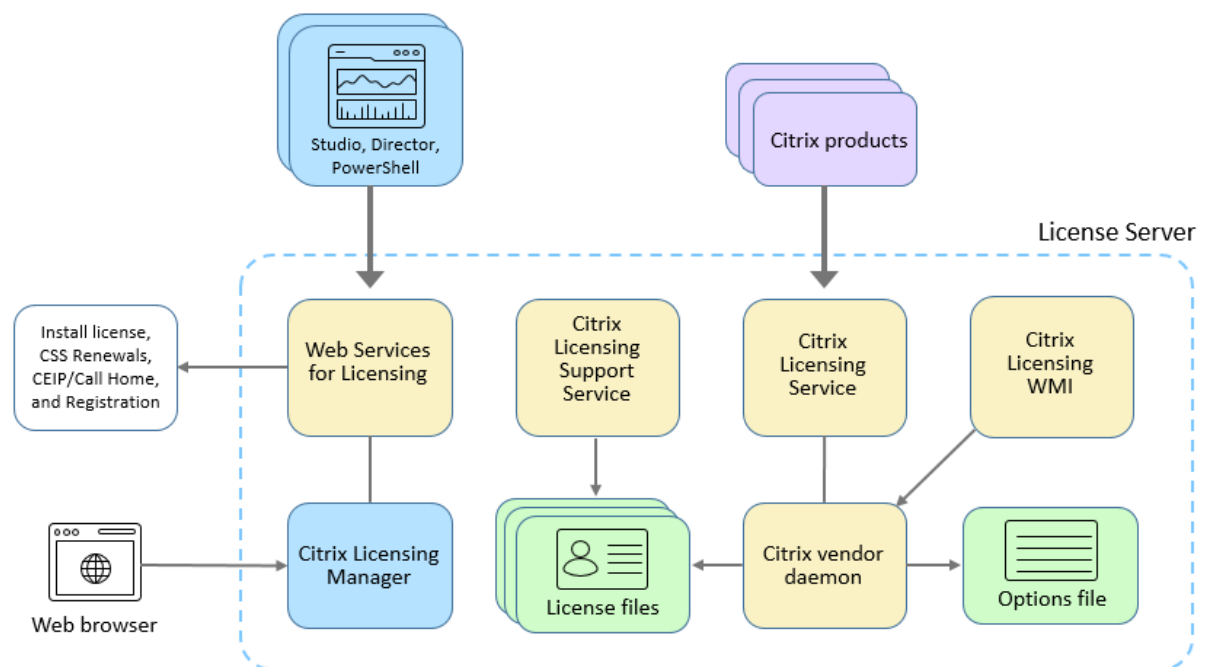 Studio, Director,
PowerShell
Citrix products
License Server
Install license,
CSS Renewals,
CEIP/Call Home,
and Registration
Web Services
for Licensing
Citrix
Licensing
Support
Service
Citrix
Licensing
Service
Citrix
Licensing
WMI
Web browser
Citrix Licensing
Manager
License files
Citrix vendor
daemon
Options file